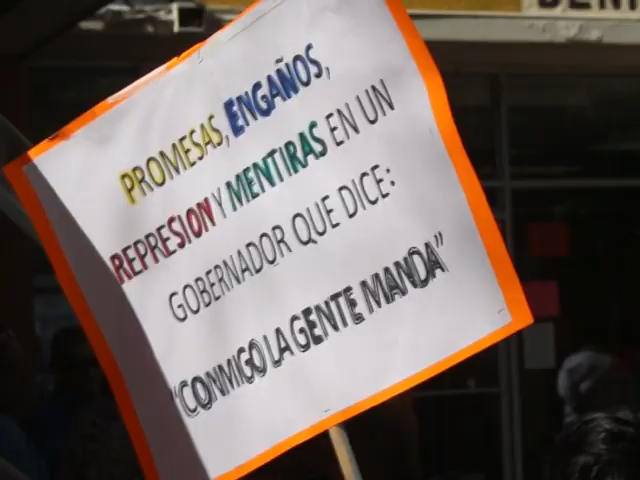 PROMESAS, ENGAÑOS,
REPRESION Y MENTIRAS EN UN
GOBERNADOR QUE DICE:
"CONMIGO LA GENTE MANDA"